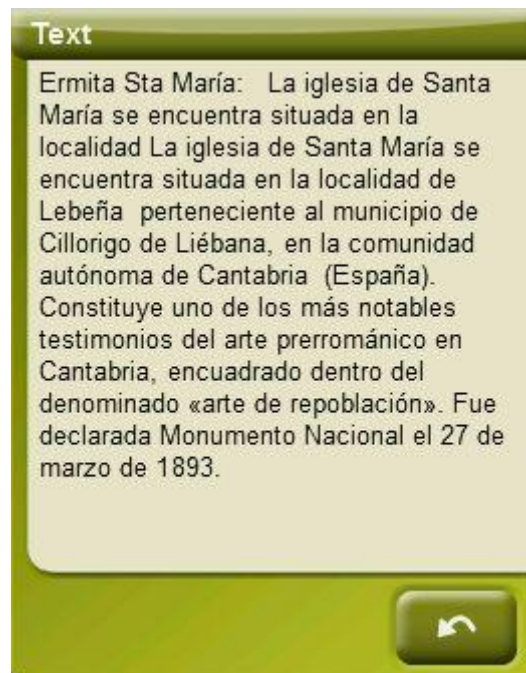 Text
Ermita Sta María:   La iglesia de Santa
María se encuentra situada en la
localidad La iglesia de Santa María se
encuentra situada en la localidad de
Lebeña  perteneciente al municipio de
Cillorigo de Liébana, en la comunidad
autónoma de Cantabria  (España).
Constituye uno de los más notables
testimonios del arte prerrománico en
Cantabria, encuadrado dentro del
denominado «arte de repoblación». Fue
declarada Monumento Nacional el 27 de
marzo de 1893.